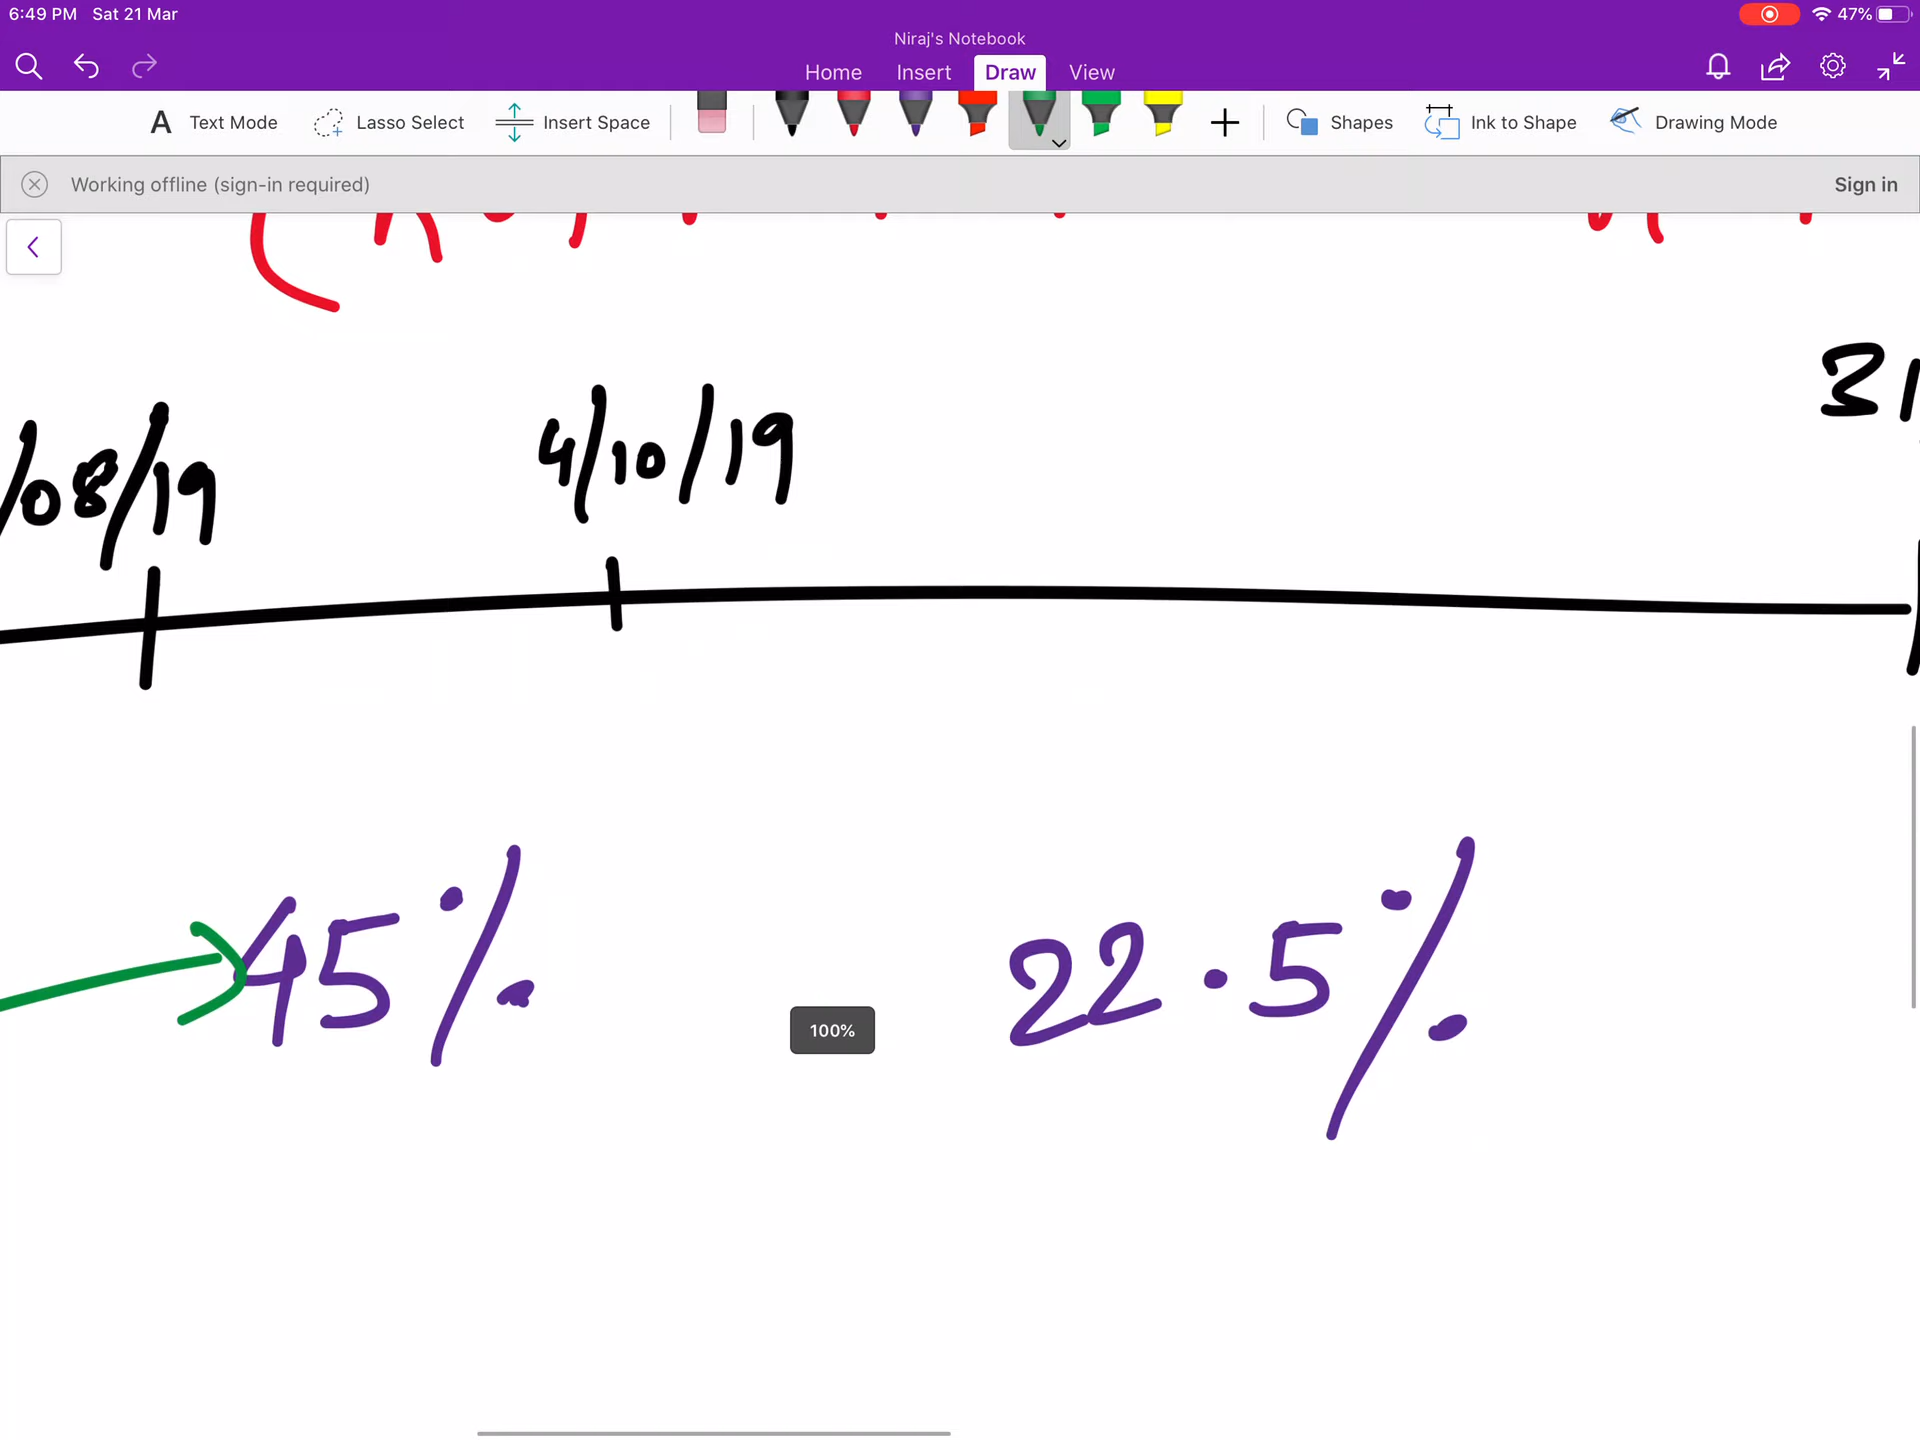 6:49 PM Sat 21 Mar 47%
Niraj's Notebook
Home Insert Draw View
A Text Mode Lasso Select Insert Space Shapes Ink to Shape Drawing Mode
Working offline (sign-in required) Sign in
31
/08/19 4/10/19
45% 22.5%
100%